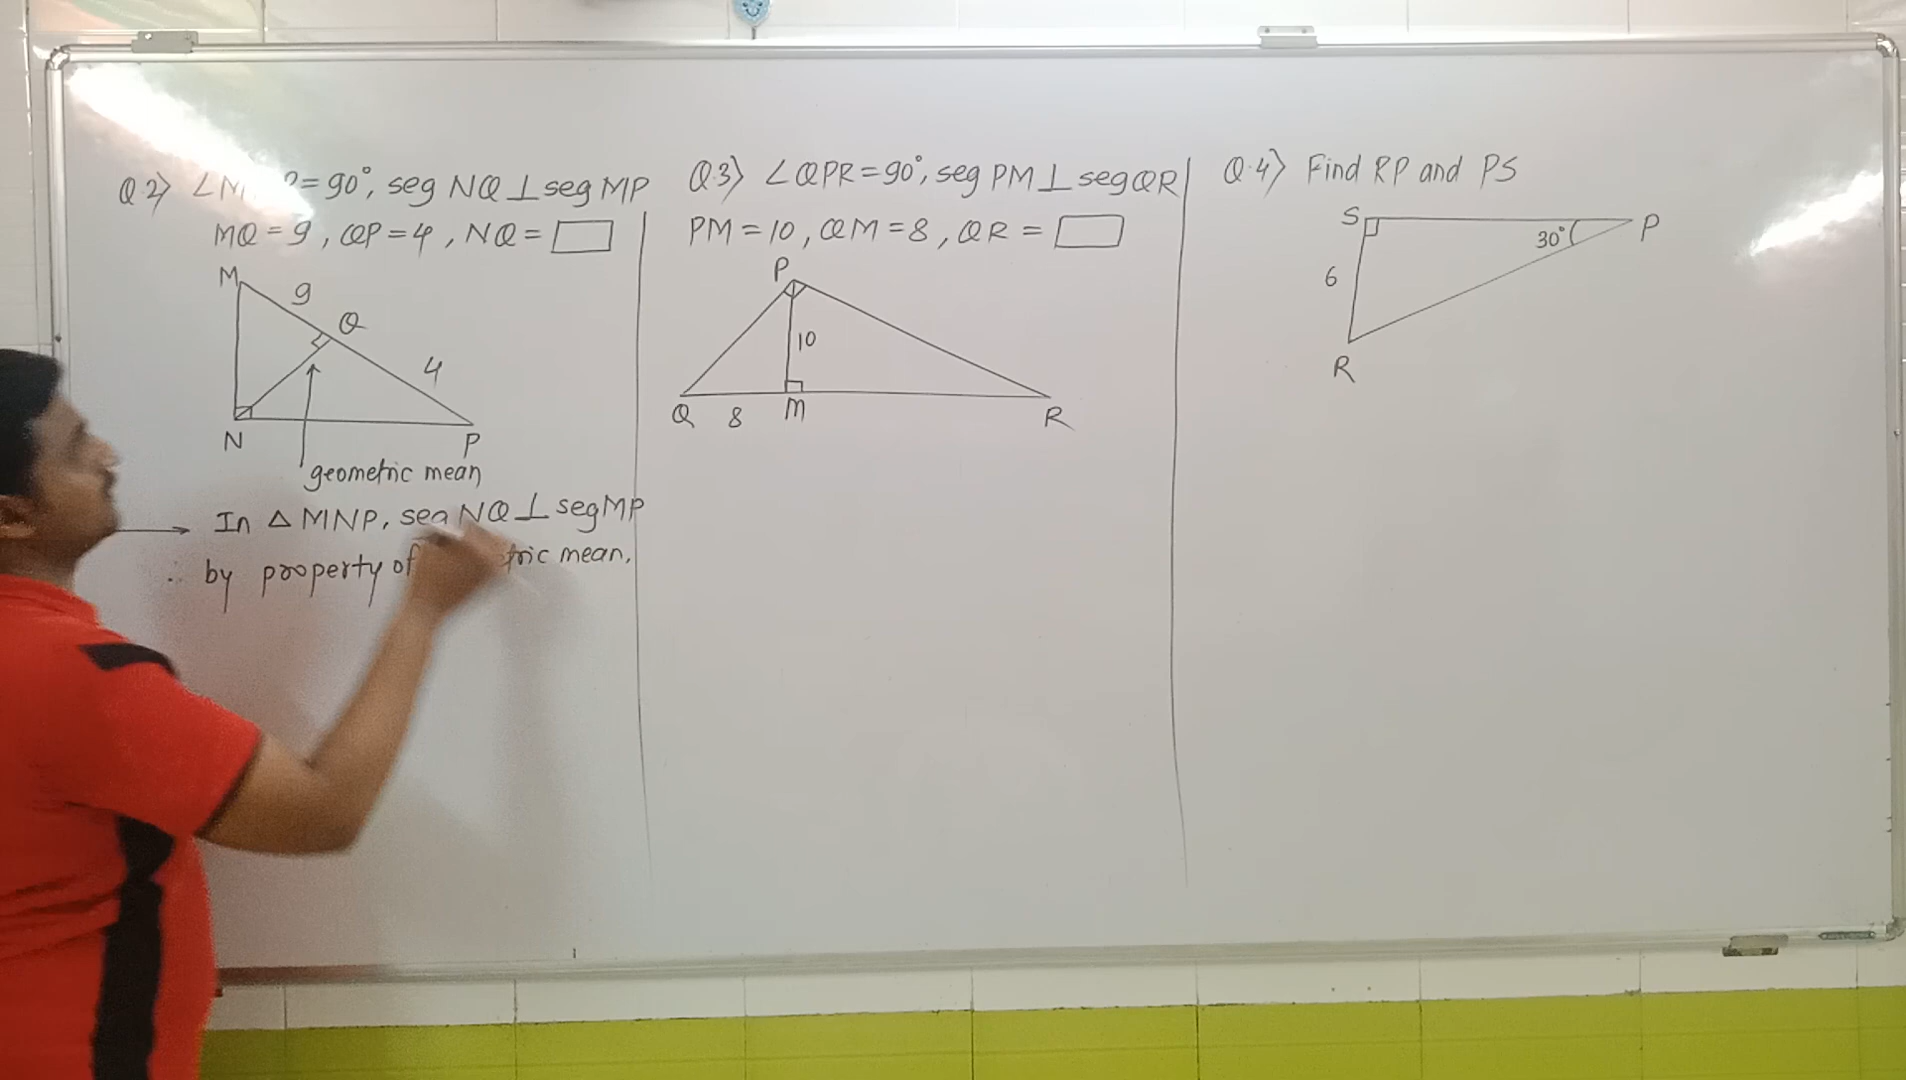 Q.2) = 90°, seg NQ ⊥ seg MP
MQ = 9, QP = 4, NQ = □
M
9
Q
4
N
P
geometric mean
→ In △ MNP, seg NQ ⊥ seg MP
∴ by property of mean,
Q.3) ∠QPR = 90°, seg PM ⊥ seg QR
PM = 10, QM = 8, QR = □
P
10
Q 8 M R
Q.4) Find RP and PS
S
30°
P
6
R